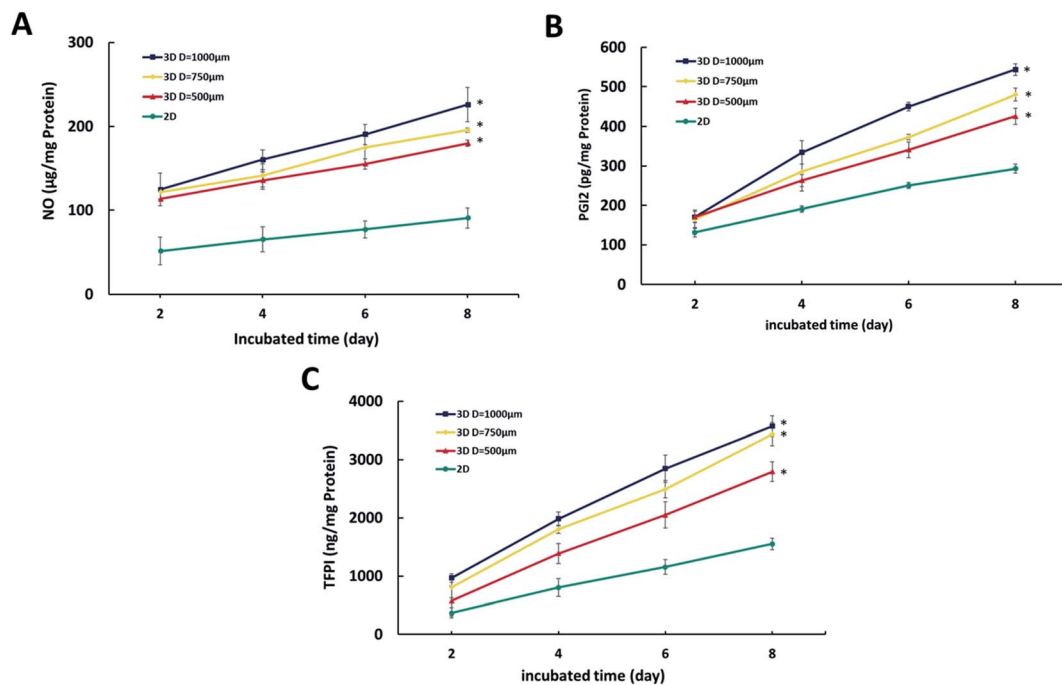 A
NO (µg/mg Protein)
300
200
100
0
3D D=1000µm
3D D=750µm
3D D=500µm
2D
*
*
*
2 4 6 8
Incubated time (day)
B
PGI2 (pg/mg Protein)
600
500
400
300
200
100
0
3D D=1000µm
3D D=750µm
3D D=500µm
2D
*
*
*
2 4 6 8
incubated time (day)
C
TFPI (ng/mg Protein)
4000
3000
2000
1000
0
3D D=1000µm
3D D=750µm
3D D=500µm
2D
*
*
*
2 4 6 8
incubated time (day)